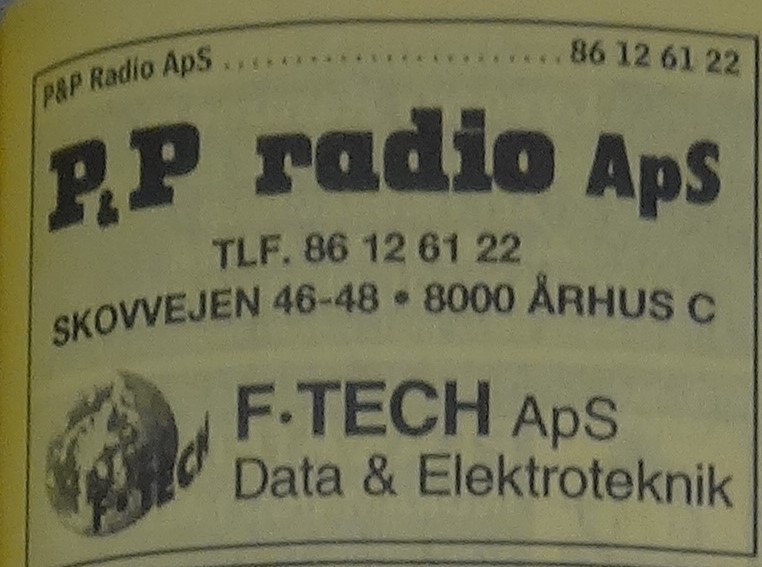 P&P Radio ApS ........................ 86 12 61 22
P&P radio ApS
TLF. 86 12 61 22
SKOVVEJEN 46-48 • 8000 ÅRHUS C
F·TECH
F·TECH ApS
Data & Elektroteknik